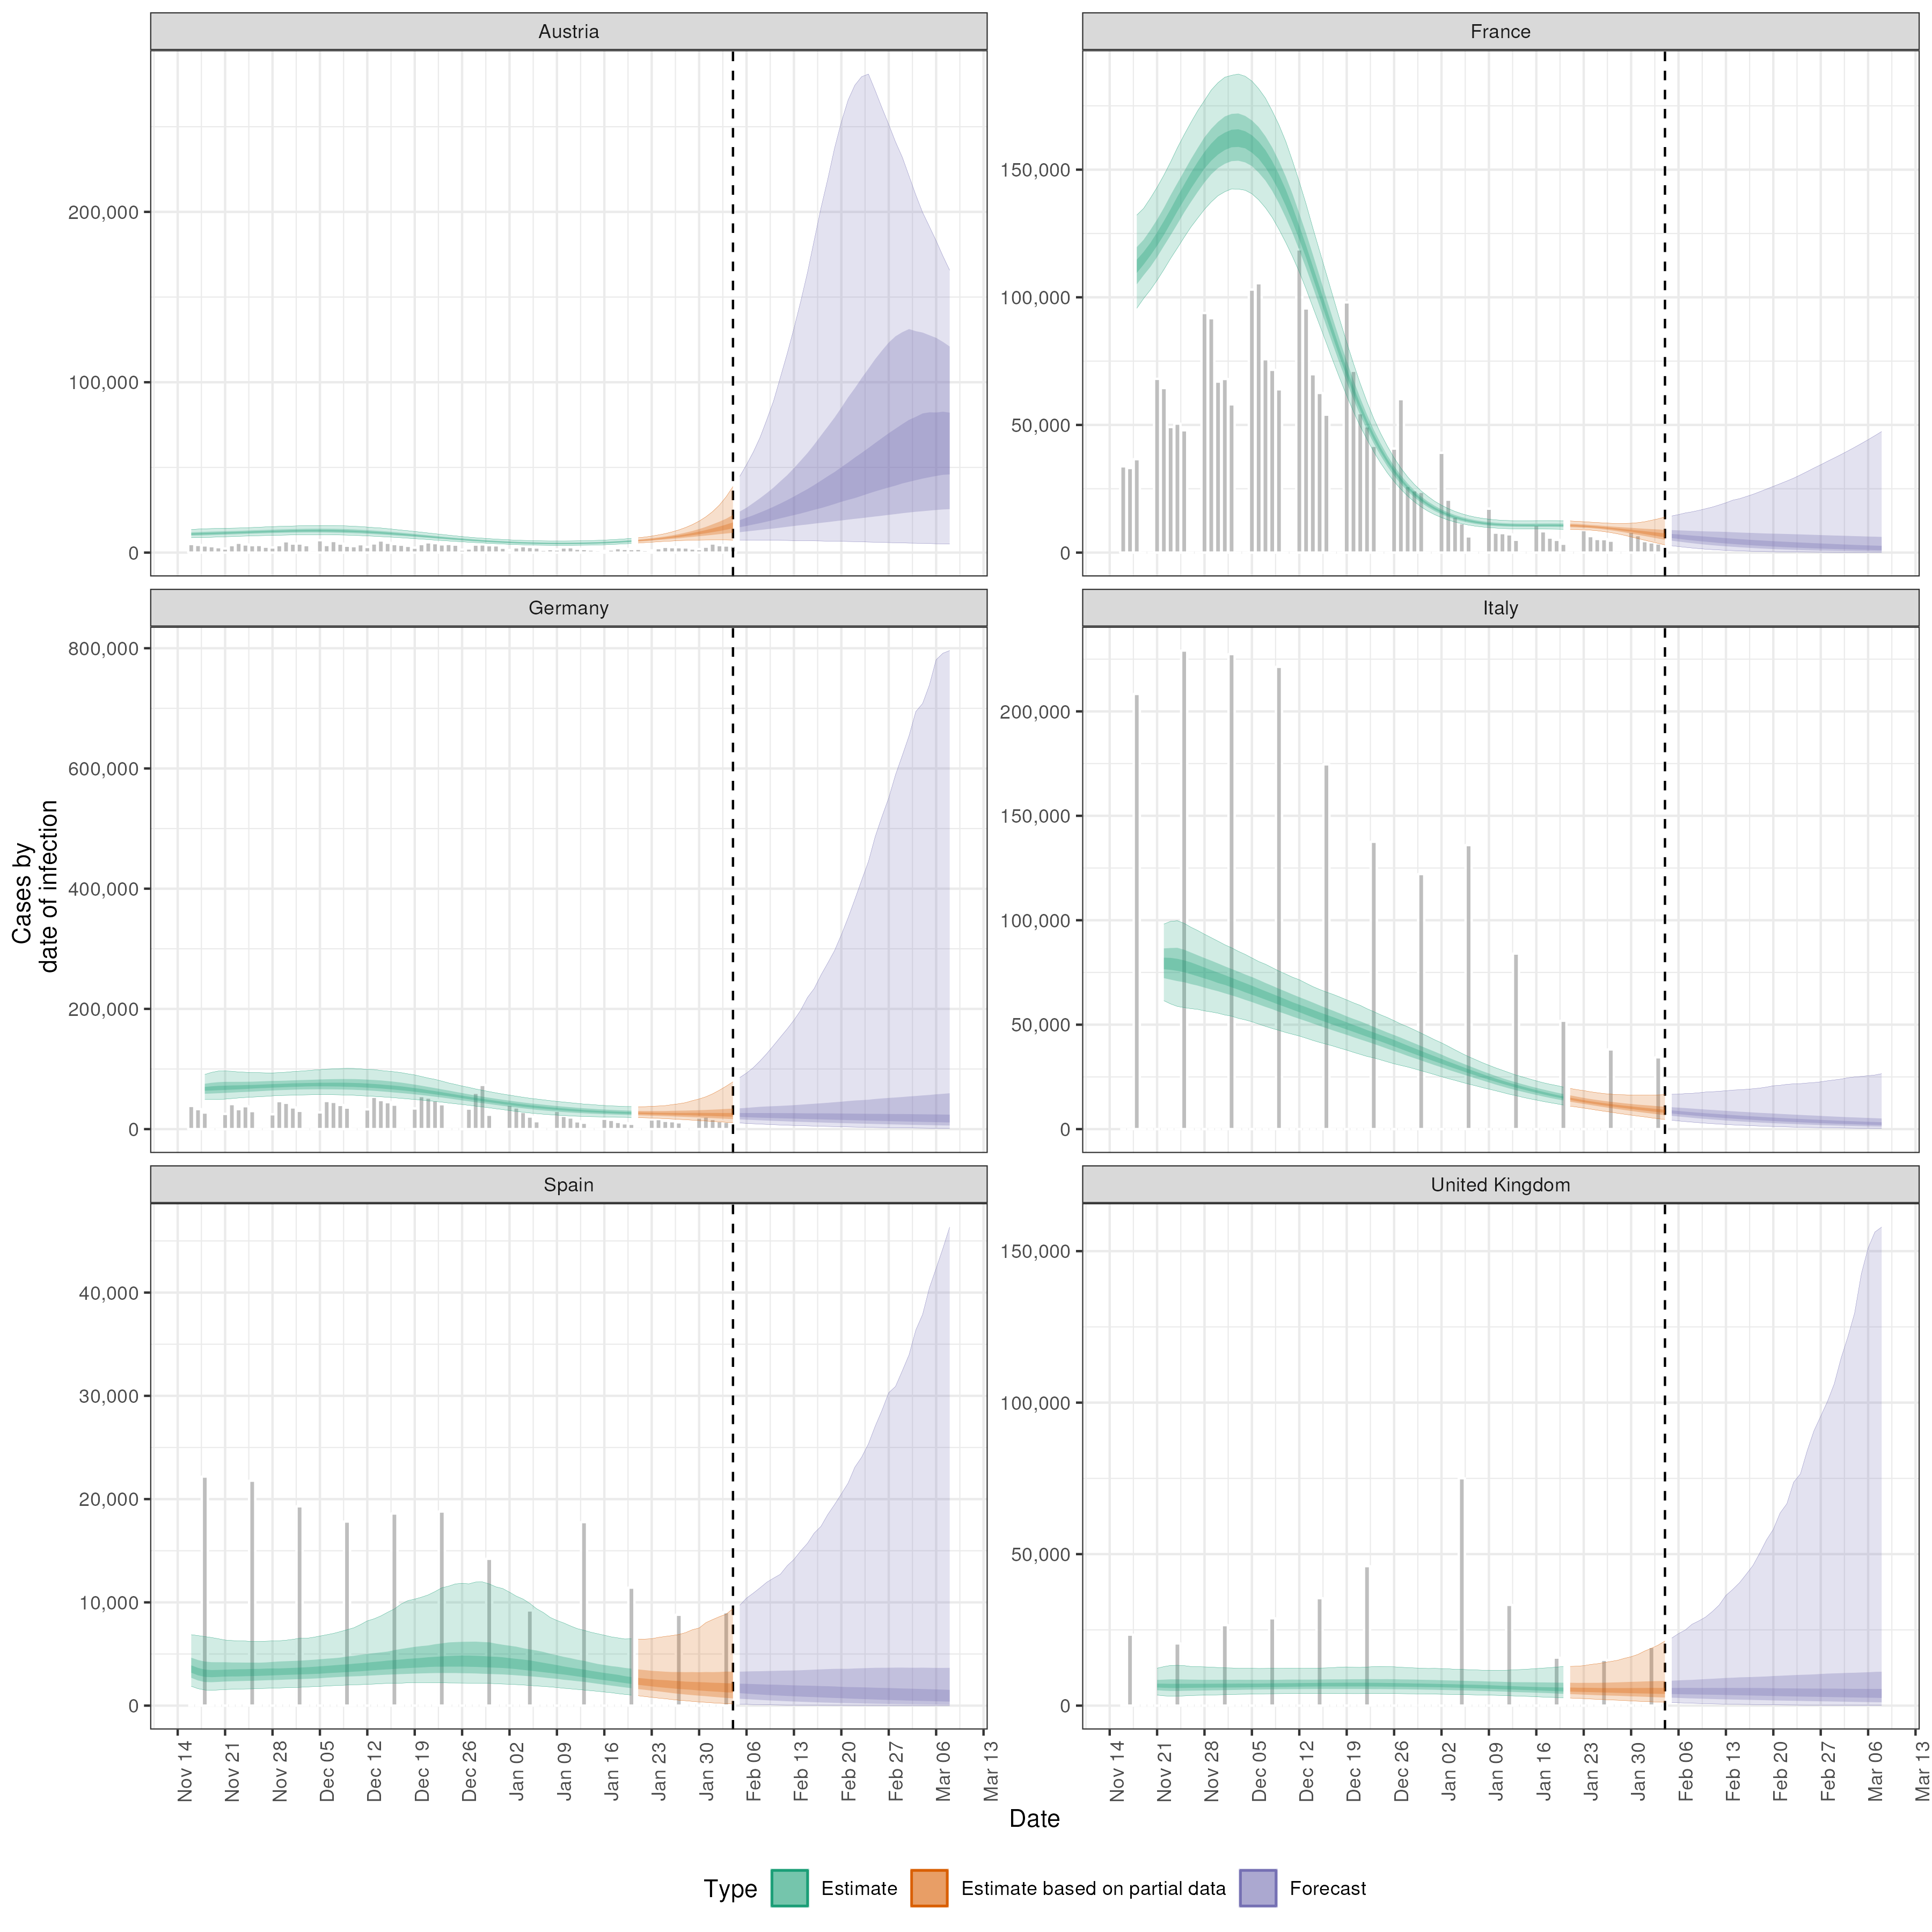 Austria
France
200,000
100,000
0
150,000
100,000
50,000
0
Germany
Italy
800,000
600,000
400,000
200,000
0
200,000
150,000
100,000
50,000
0
Cases by
date of infection
Spain
United Kingdom
40,000
30,000
20,000
10,000
0
150,000
100,000
50,000
0
Nov 14
Nov 21
Nov 28
Dec 05
Dec 12
Dec 19
Dec 26
Jan 02
Jan 09
Jan 16
Jan 23
Jan 30
Feb 06
Feb 13
Feb 20
Feb 27
Mar 06
Mar 13
Nov 14
Nov 21
Nov 28
Dec 05
Dec 12
Dec 19
Dec 26
Jan 02
Jan 09
Jan 16
Jan 23
Jan 30
Feb 06
Feb 13
Feb 20
Feb 27
Mar 06
Mar 13
Date
Type
Estimate
Estimate based on partial data
Forecast